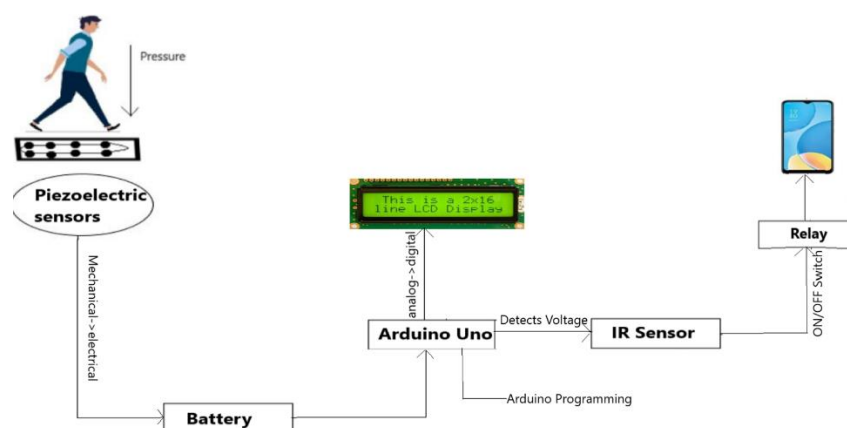 Pressure
Piezoelectric
sensors
Mechanical->electrical
Battery
This is a 2x16
line LCD Display
analog->digital
Arduino Uno
Detects Voltage
Arduino Programming
IR Sensor
ON/OFF Switch
Relay